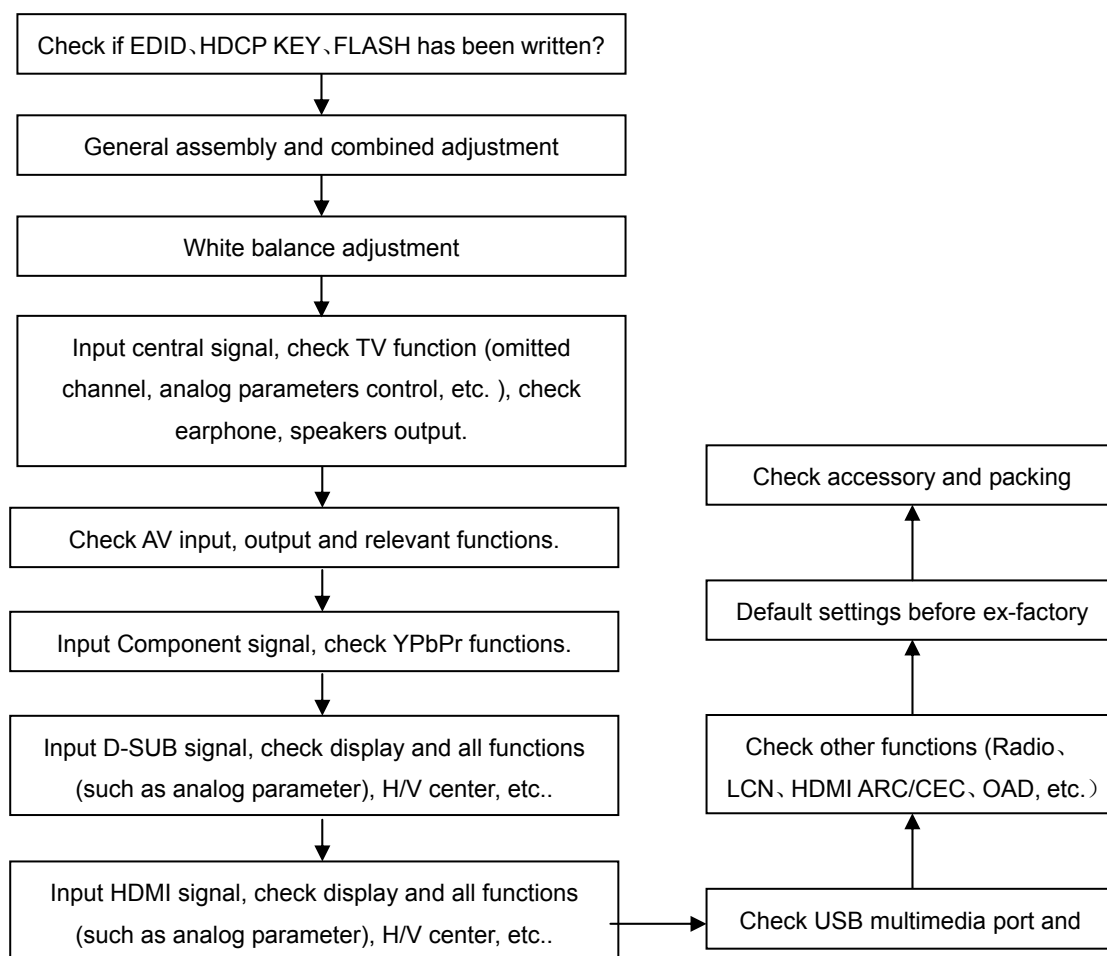 Check if EDID、HDCP KEY、FLASH has been written?
General assembly and combined adjustment
White balance adjustment
Input central signal, check TV function (omitted
channel, analog parameters control, etc. ), check
earphone, speakers output.
Check AV input, output and relevant functions.
Input Component signal, check YPbPr functions.
Input D-SUB signal, check display and all functions
(such as analog parameter), H/V center, etc..
Input HDMI signal, check display and all functions
(such as analog parameter), H/V center, etc..
Check USB multimedia port and
Check other functions (Radio、
LCN、HDMI ARC/CEC、OAD, etc.）
Default settings before ex-factory
Check accessory and packing